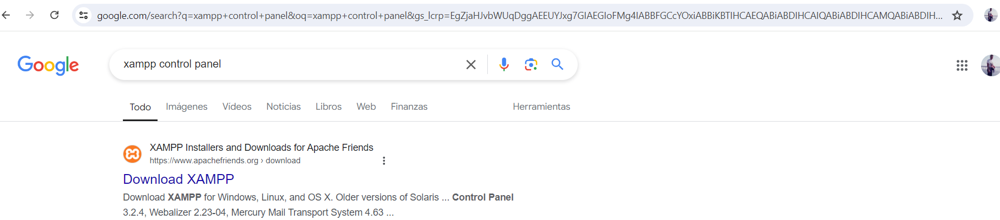 google.com/search?q=xampp+control+panel&oq=xampp+control+panel&gs_lcrp=EgZjaHJvbWUqDggAEEUYJxg7GIAEGIoFMg4IABBFGCcYOxiABBiKBTIHCAEQABiABDIHCAIQABiABDIHCAMQABiABDIH...
Google
xampp control panel
Todo Imágenes Vídeos Noticias Libros Web Finanzas Herramientas
XAMPP Installers and Downloads for Apache Friends
https://www.apachefriends.org › download
Download XAMPP
Download XAMPP for Windows, Linux, and OS X. Older versions of Solaris ... Control Panel
3.2.4, Webalizer 2.23-04, Mercury Mail Transport System 4.63 ...